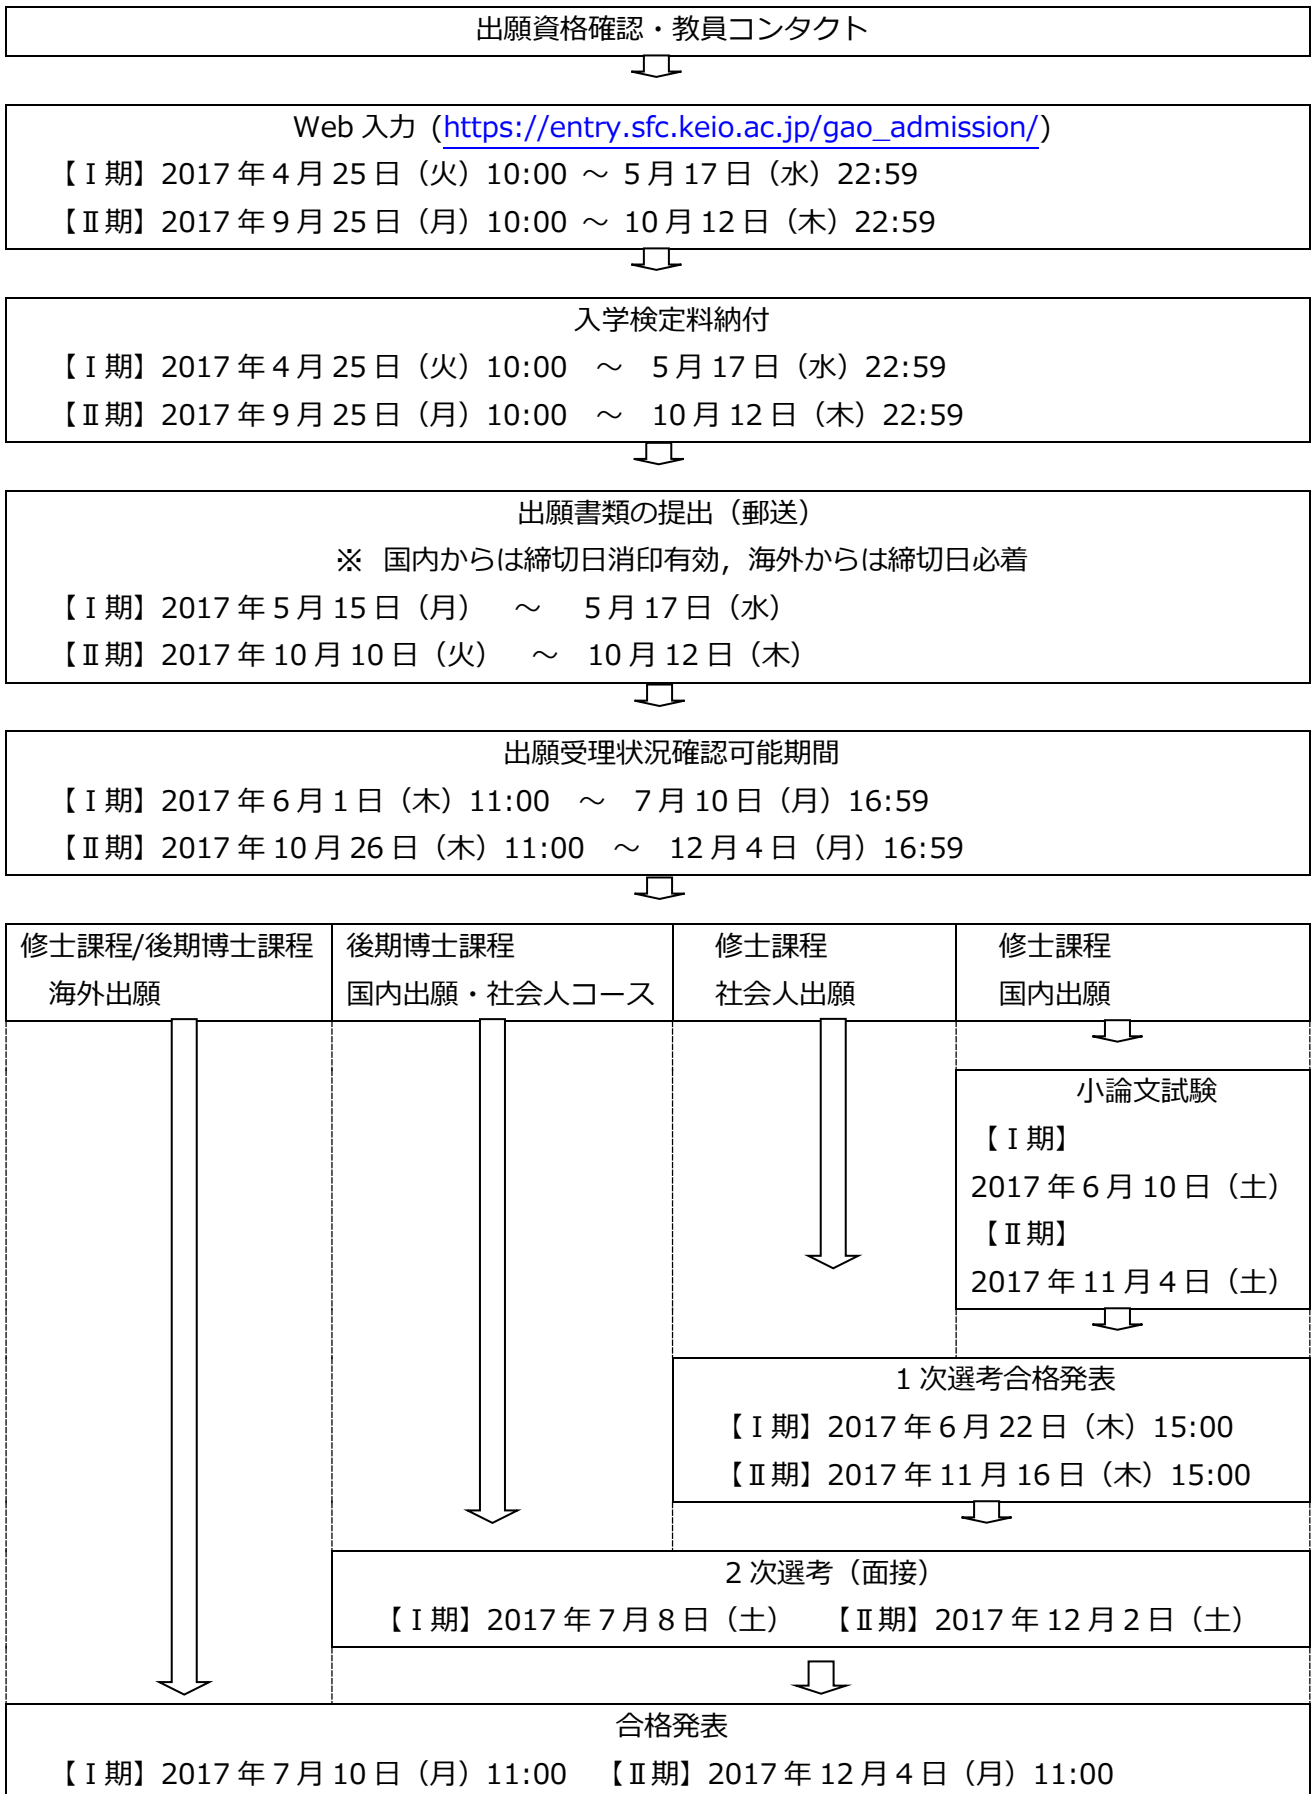 出願資格確認・教員コンタクト
Web 入力 (https://entry.sfc.keio.ac.jp/gao_admission/)
【Ⅰ期】2017 年 4 月 25 日（火）10:00 ～ 5 月 17 日（水）22:59
【Ⅱ期】2017 年 9 月 25 日（月）10:00 ～ 10 月 12 日（木）22:59
入学検定料納付
【Ⅰ期】2017 年 4 月 25 日（火）10:00 ～ 5 月 17 日（水）22:59
【Ⅱ期】2017 年 9 月 25 日（月）10:00 ～ 10 月 12 日（木）22:59
出願書類の提出（郵送）
※ 国内からは締切日消印有効，海外からは締切日必着
【Ⅰ期】2017 年 5 月 15 日（月） ～ 5 月 17 日（水）
【Ⅱ期】2017 年 10 月 10 日（火） ～ 10 月 12 日（木）
出願受理状況確認可能期間
【Ⅰ期】2017 年 6 月 1 日（木）11:00 ～ 7 月 10 日（月）16:59
【Ⅱ期】2017 年 10 月 26 日（木）11:00 ～ 12 月 4 日（月）16:59
修士課程/後期博士課程
海外出願
後期博士課程
国内出願・社会人コース
修士課程
社会人出願
修士課程
国内出願
小論文試験
【Ⅰ期】
2017 年 6 月 10 日（土）
【Ⅱ期】
2017 年 11 月 4 日（土）
1 次選考合格発表
【Ⅰ期】2017 年 6 月 22 日（木）15:00
【Ⅱ期】2017 年 11 月 16 日（木）15:00
2 次選考（面接）
【Ⅰ期】2017 年 7 月 8 日（土） 【Ⅱ期】2017 年 12 月 2 日（土）
合格発表
【Ⅰ期】2017 年 7 月 10 日（月）11:00 【Ⅱ期】2017 年 12 月 4 日（月）11:00